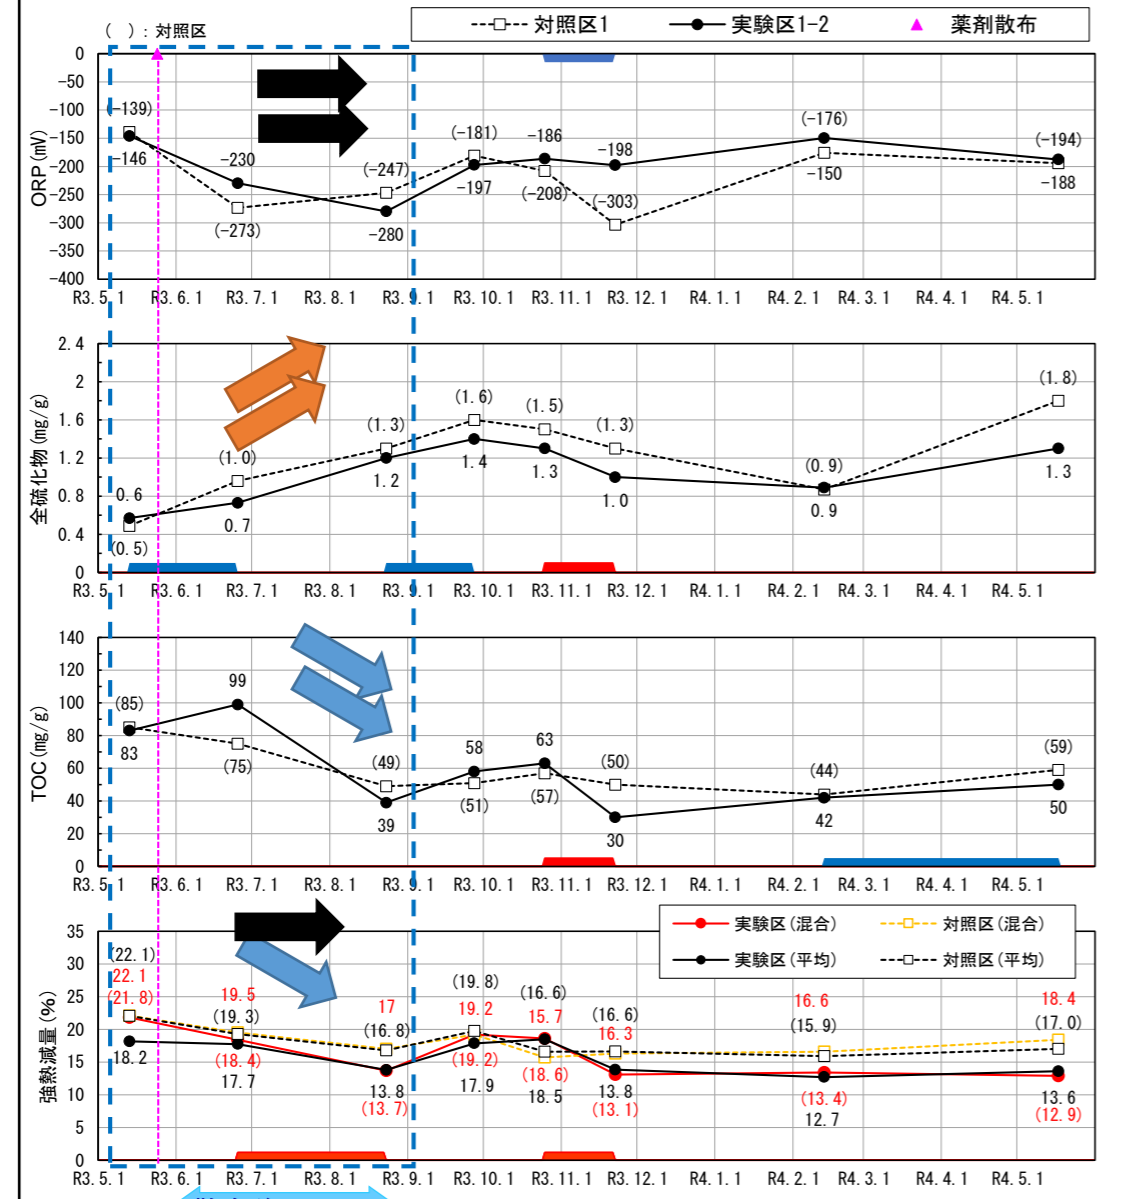 ( ): 対照区
対照区1 実験区1-2 薬剤散布
ORP(mV)
0
-50
-100
-150
-200
-250
-300
-350
-400
(-139) -230 (-247) (-181) -186 -198 (-176) (-194)
-146 (-273) -280 -197 (-208) (-303) -150 -188
R3.5.1 R3.6.1 R3.7.1 R3.8.1 R3.9.1 R3.10.1 R3.11.1 R3.12.1 R4.1.1 R4.2.1 R4.3.1 R4.4.1 R4.5.1
全硫化物(mg/g)
2.4
2
1.6
1.2
0.8
0.4
0
0.6 (1.0) (1.3) (1.6) (1.5) (1.3) (0.9) (1.8)
(0.5) 0.7 1.2 1.4 1.3 1.0 0.9 1.3
R3.5.1 R3.6.1 R3.7.1 R3.8.1 R3.9.1 R3.10.1 R3.11.1 R3.12.1 R4.1.1 R4.2.1 R4.3.1 R4.4.1 R4.5.1
TOC(mg/g)
140
120
100
80
60
40
20
0
(85) 99 (49) 58 63 (50) (44) (59)
83 (75) 39 (51) (57) 30 42 50
R3.5.1 R3.6.1 R3.7.1 R3.8.1 R3.9.1 R3.10.1 R3.11.1 R3.12.1 R4.1.1 R4.2.1 R4.3.1 R4.4.1 R4.5.1
実験区(混合) 対照区(混合)
実験区(平均) 対照区(平均)
強熱減量(%)
35
30
25
20
15
10
5
0
(22.1) 19.5 17 (19.8) (16.6) (16.6) 16.6 18.4
22.1 (19.3) (16.8) 19.2 15.7 16.3 (15.9) (17.0)
(21.8) (18.4) 13.8 (19.2) (18.6) 13.8 (13.4) 13.6
18.2 17.7 (13.7) 17.9 18.5 (13.1) 12.7 (12.9)
R3.5.1 R3.6.1 R3.7.1 R3.8.1 R3.9.1 R3.10.1 R3.11.1 R3.12.1 R4.1.1 R4.2.1 R4.3.1 R4.4.1 R4.5.1